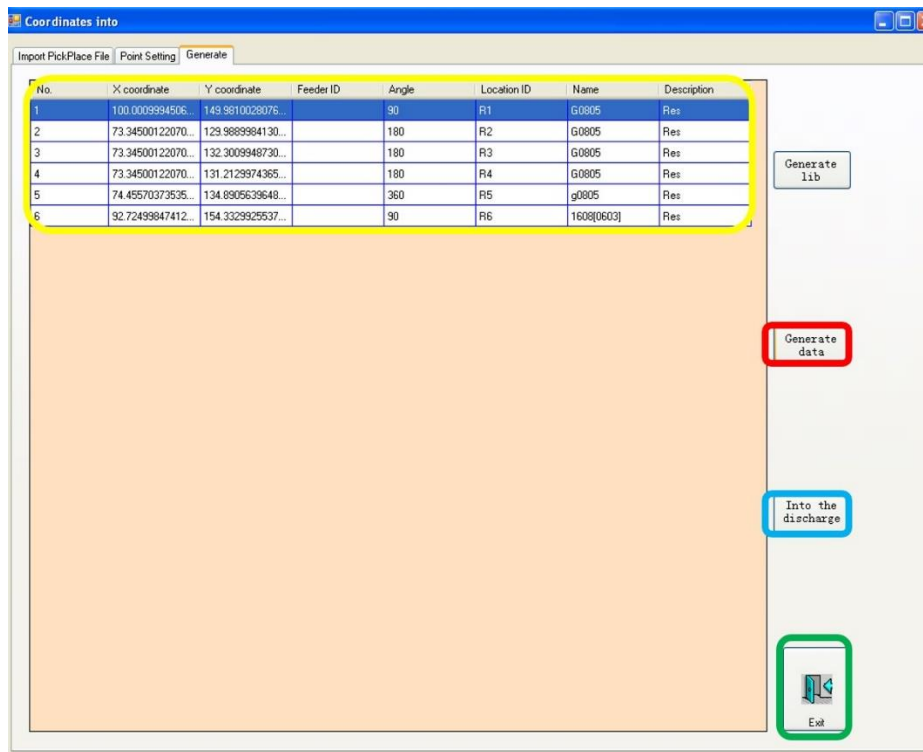 Coordinates into
Import PickPlace File Point Setting Generate
No. X coordinate Y coordinate Feeder ID Angle Location ID Name Description
1 100.0009994506... 149.9810028076... 90 R1 G0805 Res
2 73.34500122070... 129.9889984130... 180 R2 G0805 Res
3 73.34500122070... 132.3009948730... 180 R3 G0805 Res
4 73.34500122070... 131.2129974365... 180 R4 G0805 Res
5 74.45570373535... 134.8905639648... 360 R5 g0805 Res
6 92.72499847412... 154.3329925537... 90 R6 1608[0603] Res
Generate
lib
Generate
data
Into the
discharge
Exit